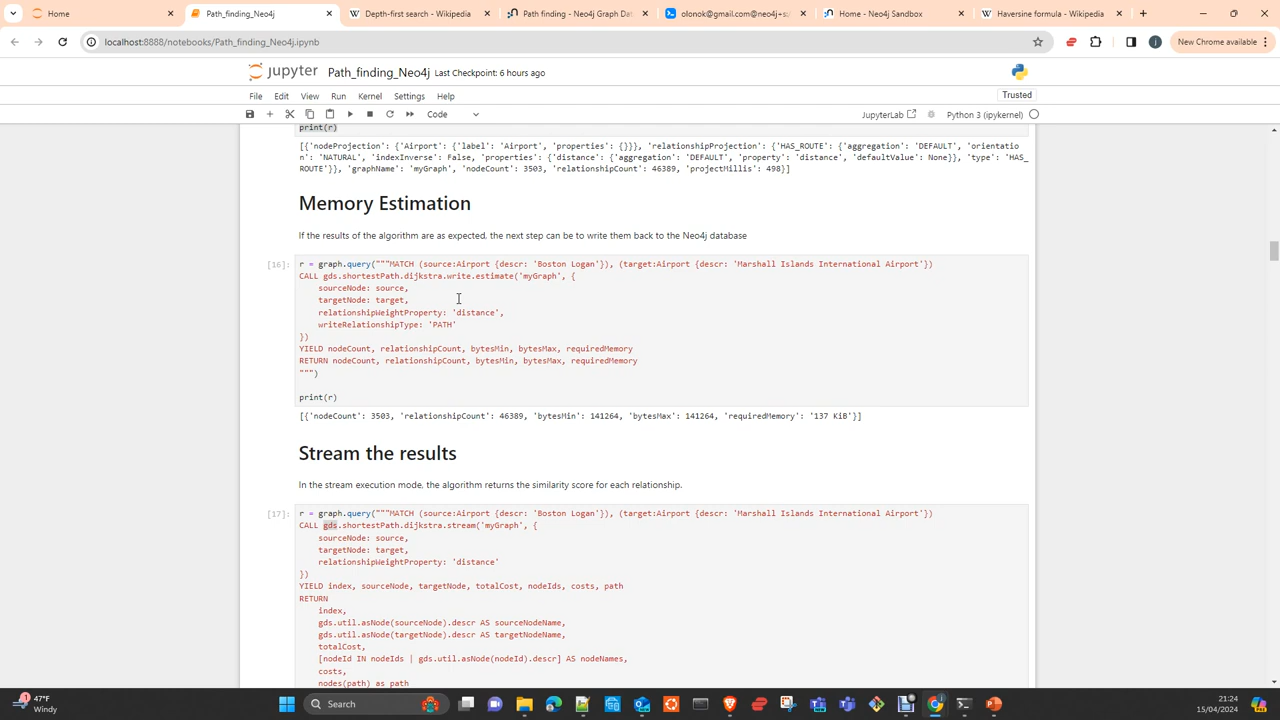 Home
Path_finding_Neo4j
Depth-first search - Wikipedia
Path finding - Neo4j Graph Dat
olonok@gmail.com@neo4j+s
Home - Neo4j Sandbox
Haversine formula - Wikipedia
localhost:8888/notebooks/Path_finding_Neo4j.ipynb
New Chrome available
jupyter Path_finding_Neo4j Last Checkpoint: 6 hours ago
File Edit View Run Kernel Settings Help
Trusted
Code
JupyterLab
Python 3 (ipykernel)
print(r)
[{'nodeProjection': {'Airport': {'label': 'Airport', 'properties': {}}}, 'relationshipProjection': {'HAS_ROUTE': {'aggregation': 'DEFAULT', 'orientatio
n': 'NATURAL', 'indexInverse': False, 'properties': {'distance': {'aggregation': 'DEFAULT', 'property': 'distance', 'defaultValue': None}}, 'type': 'HAS_
ROUTE'}}, 'graphName': 'myGraph', 'nodeCount': 3503, 'relationshipCount': 46389, 'projectMillis': 498}]
Memory Estimation
If the results of the algorithm are as expected, the next step can be to write them back to the Neo4j database
[16]:
r = graph.query("""MATCH (source:Airport {descr: 'Boston Logan'}), (target:Airport {descr: 'Marshall Islands International Airport'})
CALL gds.shortestPath.dijkstra.write.estimate('myGraph', {
sourceNode: source,
targetNode: target,
relationshipWeightProperty: 'distance',
writeRelationshipType: 'PATH'
})
YIELD nodeCount, relationshipCount, bytesMin, bytesMax, requiredMemory
RETURN nodeCount, relationshipCount, bytesMin, bytesMax, requiredMemory
""")
print(r)
[{'nodeCount': 3503, 'relationshipCount': 46389, 'bytesMin': 141264, 'bytesMax': 141264, 'requiredMemory': '137 KiB'}]
Stream the results
In the stream execution mode, the algorithm returns the similarity score for each relationship.
[17]:
r = graph.query("""MATCH (source:Airport {descr: 'Boston Logan'}), (target:Airport {descr: 'Marshall Islands International Airport'})
CALL gds.shortestPath.dijkstra.stream('myGraph', {
sourceNode: source,
targetNode: target,
relationshipWeightProperty: 'distance'
})
YIELD index, sourceNode, targetNode, totalCost, nodeIds, costs, path
RETURN
index,
gds.util.asNode(sourceNode).descr AS sourceNodeName,
gds.util.asNode(targetNode).descr AS targetNodeName,
totalCost,
[nodeId IN nodeIds | gds.util.asNode(nodeId).descr] AS nodeNames,
costs,
nodes(path) as path
47°F
Windy
Search
21:24
15/04/2024